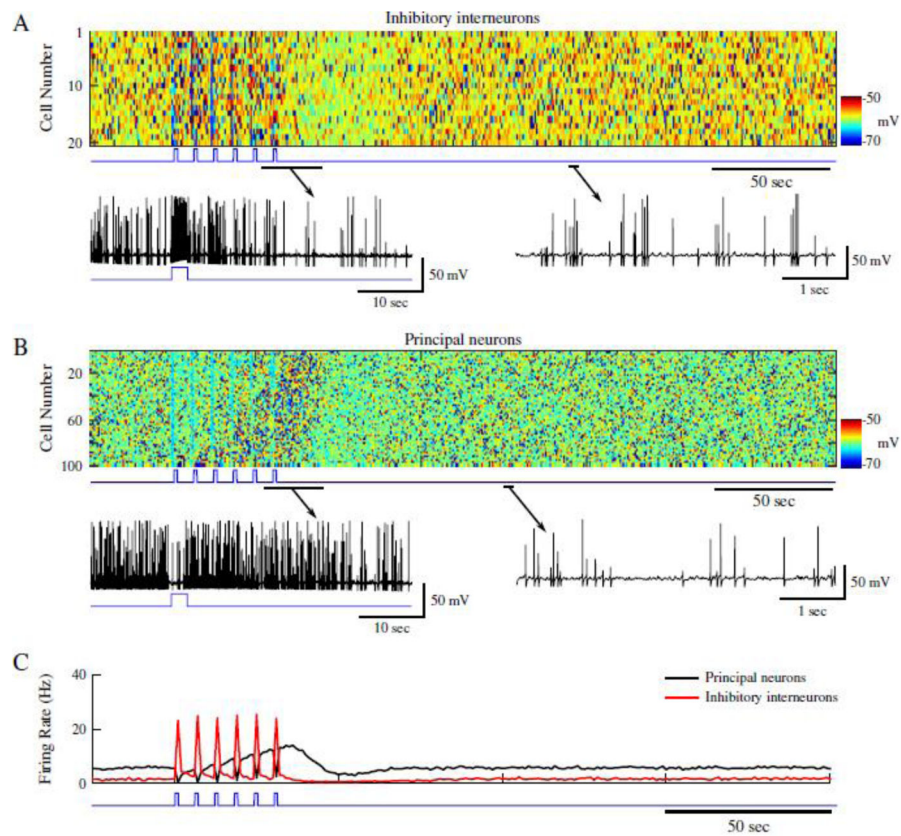 A
Inhibitory interneurons
Cell Number
1
10
20
-50
mV
-70
50 sec
50 mV
10 sec
50 mV
1 sec
B
Principal neurons
Cell Number
20
60
100
-50
mV
-70
50 sec
50 mV
10 sec
50 mV
1 sec
C
Firing Rate (Hz)
40
20
0
Principal neurons
Inhibitory interneurons
50 sec